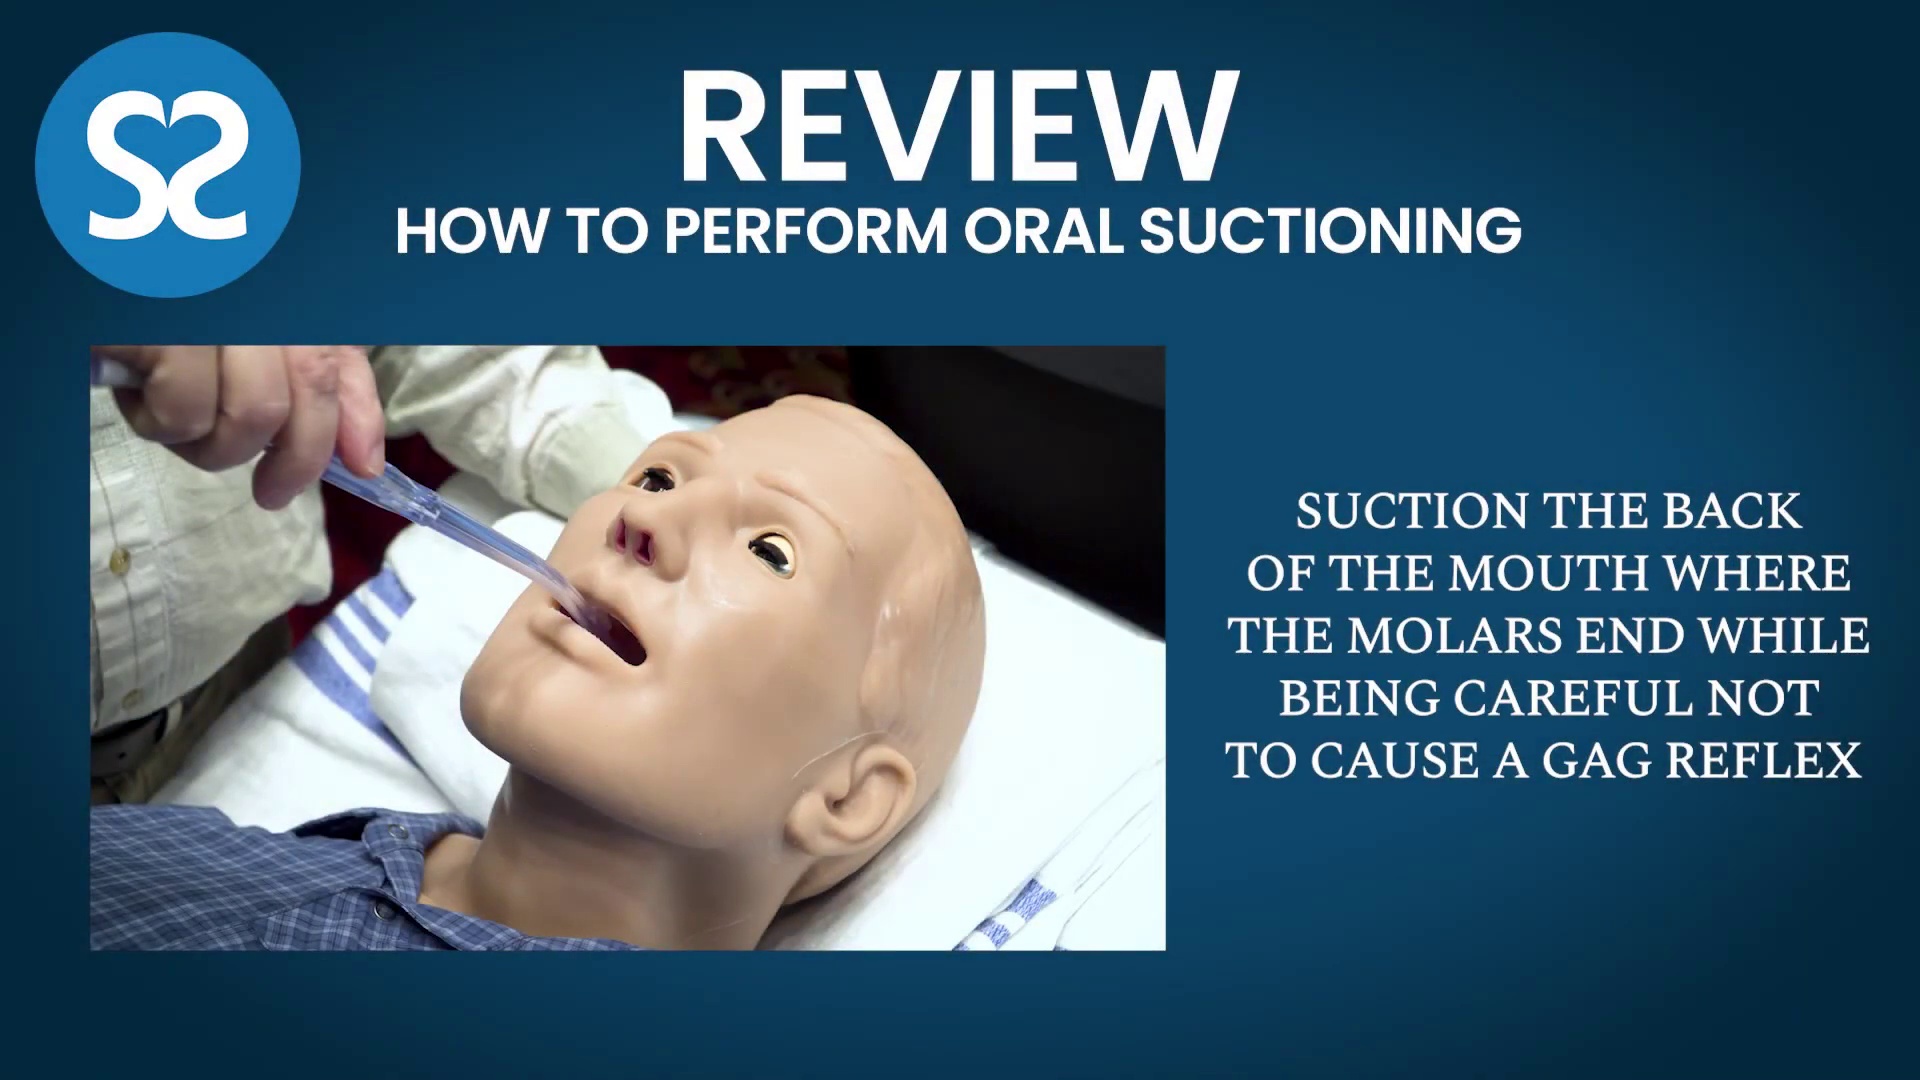 REVIEW
HOW TO PERFORM ORAL SUCTIONING
SUCTION THE BACK
OF THE MOUTH WHERE
THE MOLARS END WHILE
BEING CAREFUL NOT
TO CAUSE A GAG REFLEX